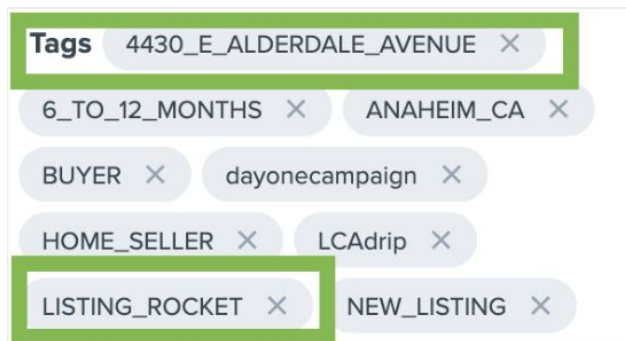 Tags 4430_E_ALDERDALE_AVENUE ×
6_TO_12_MONTHS × ANAHEIM_CA ×
BUYER × dayonecampaign ×
HOME_SELLER × LCAdrip ×
LISTING_ROCKET × NEW_LISTING ×